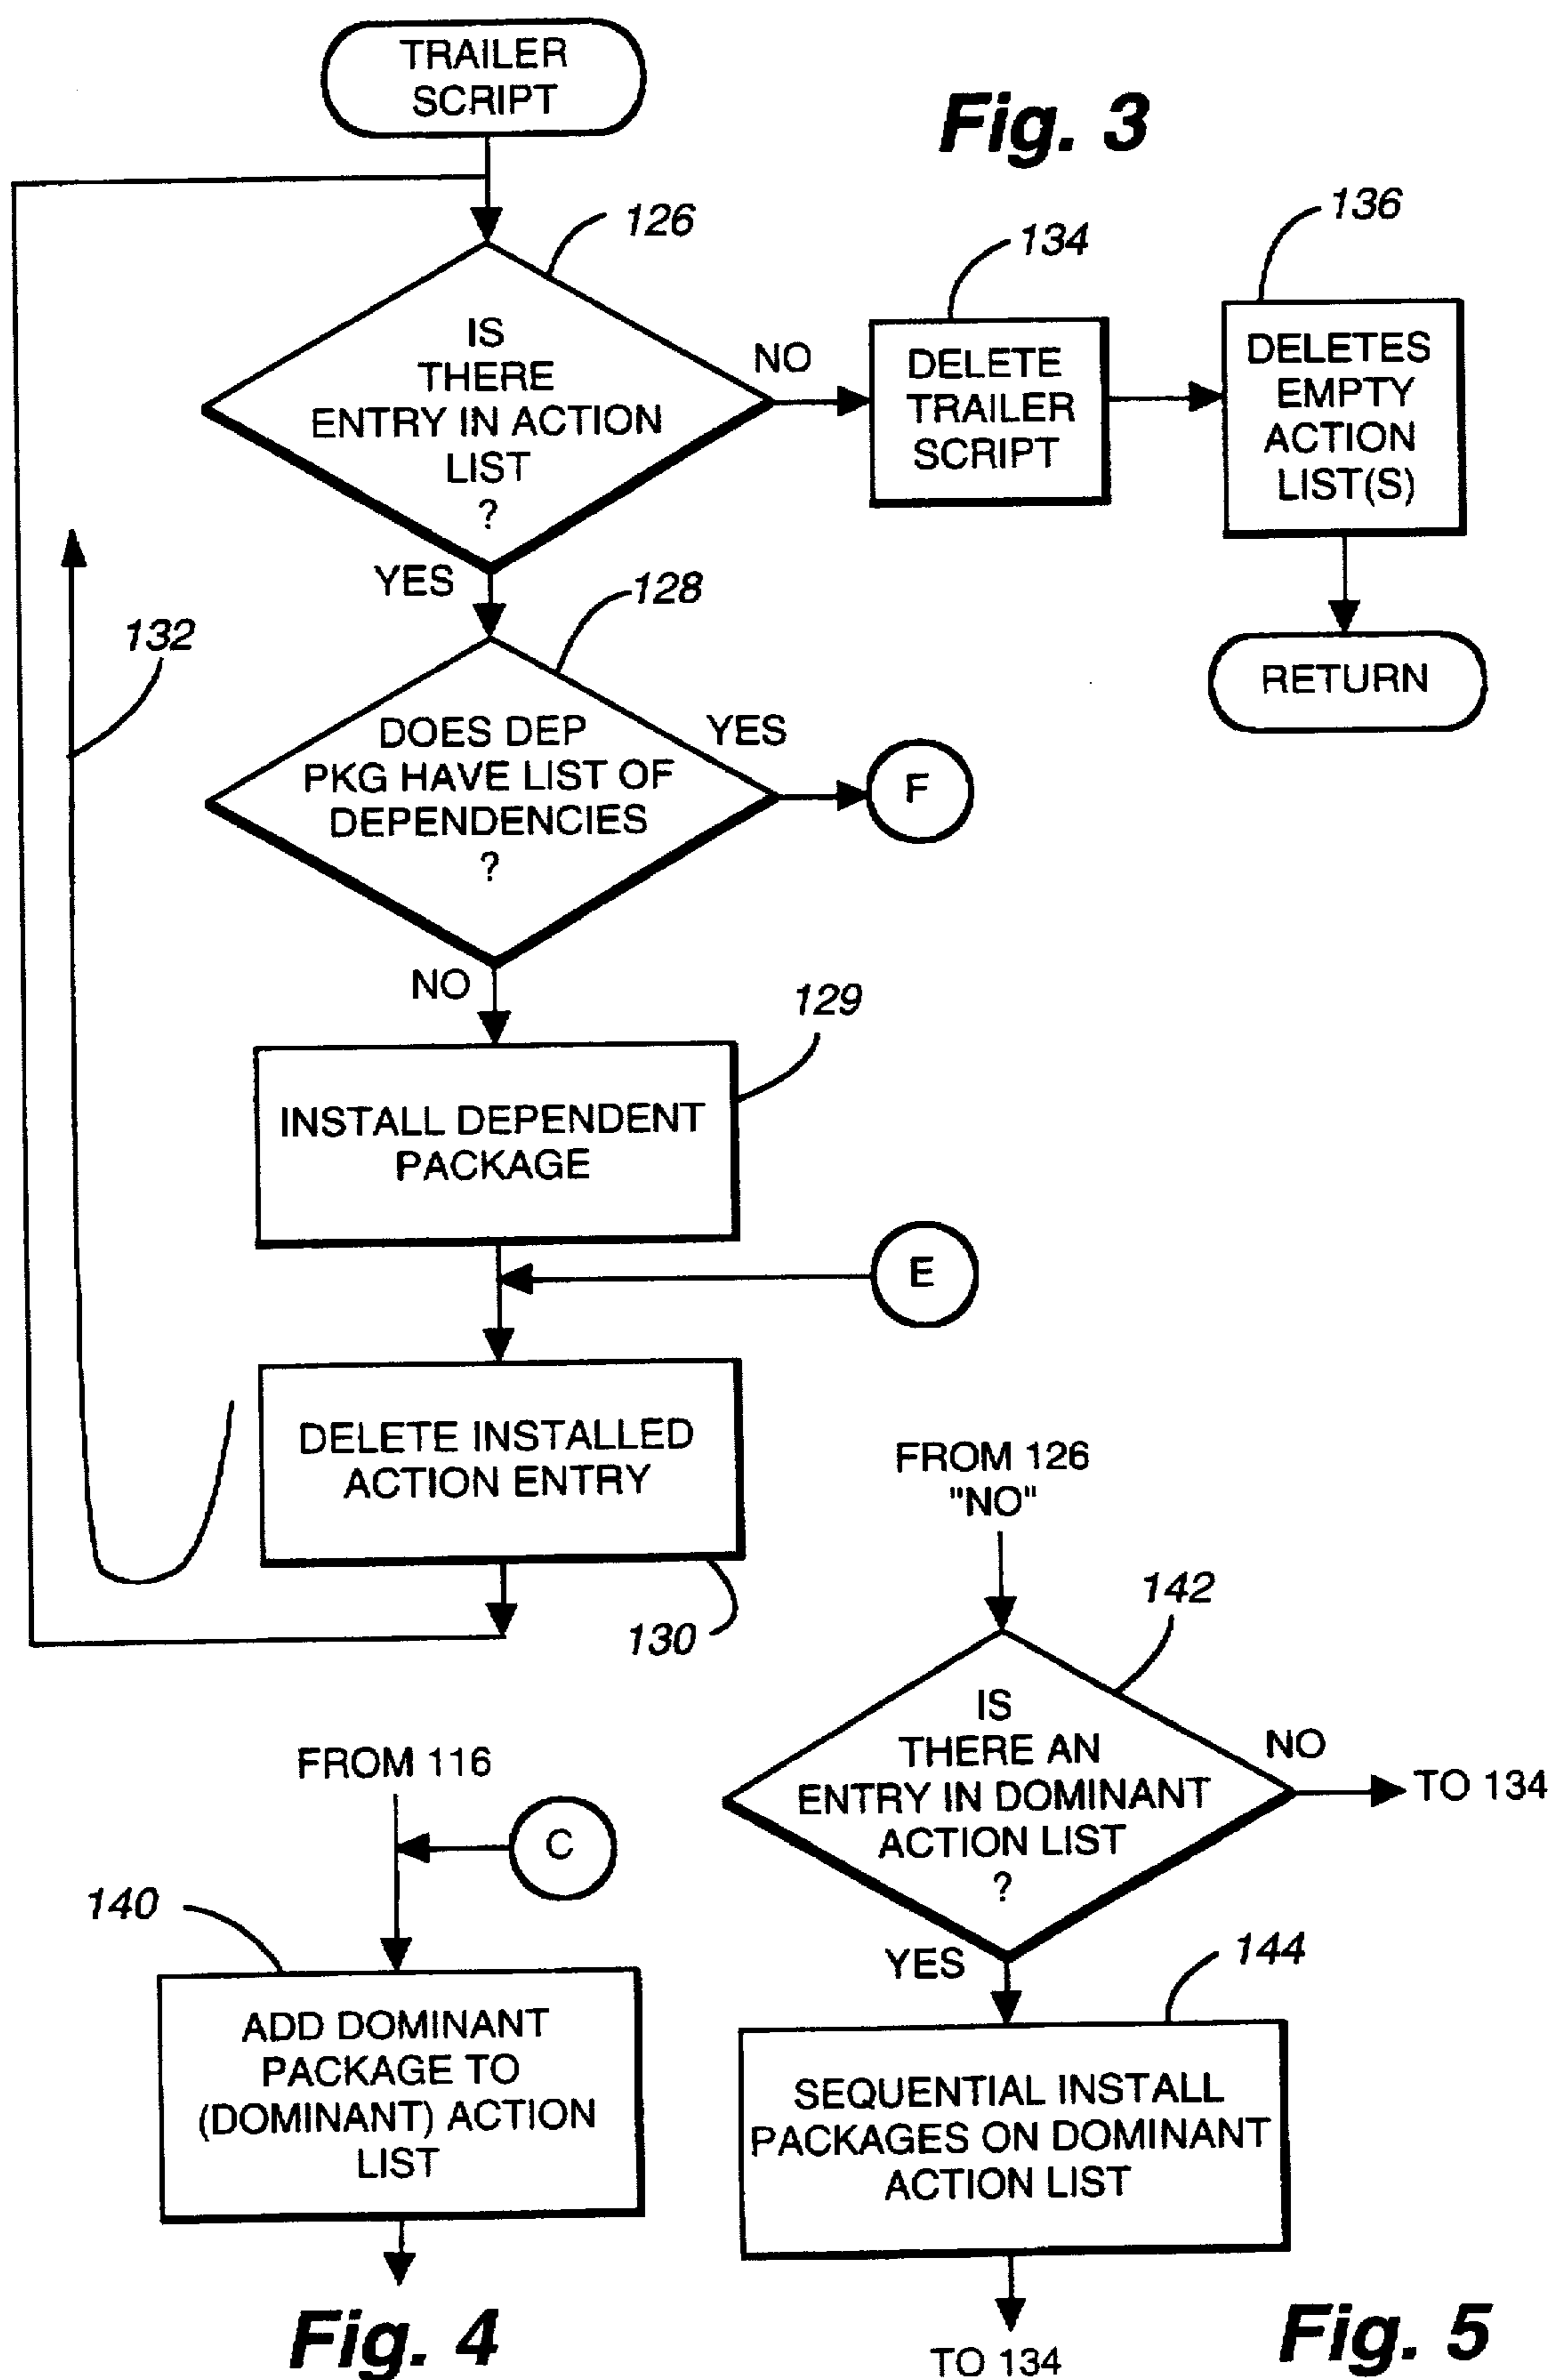 TRAILER
SCRIPT
Fig. 3
126
IS
THERE
ENTRY IN ACTION
LIST
?
NO
134
DELETE
TRAILER
SCRIPT
136
DELETES
EMPTY
ACTION
LIST(S)
RETURN
YES
128
132
DOES DEP
PKG HAVE LIST OF
DEPENDENCIES
?
YES
F
NO
129
INSTALL DEPENDENT
PACKAGE
E
DELETE INSTALLED
ACTION ENTRY
130
FROM 116
C
140
ADD DOMINANT
PACKAGE TO
(DOMINANT) ACTION
LIST
Fig. 4
FROM 126
"NO"
142
IS
THERE AN
ENTRY IN DOMINANT
ACTION LIST
?
NO
TO 134
YES
144
SEQUENTIAL INSTALL
PACKAGES ON DOMINANT
ACTION LIST
TO 134
Fig. 5